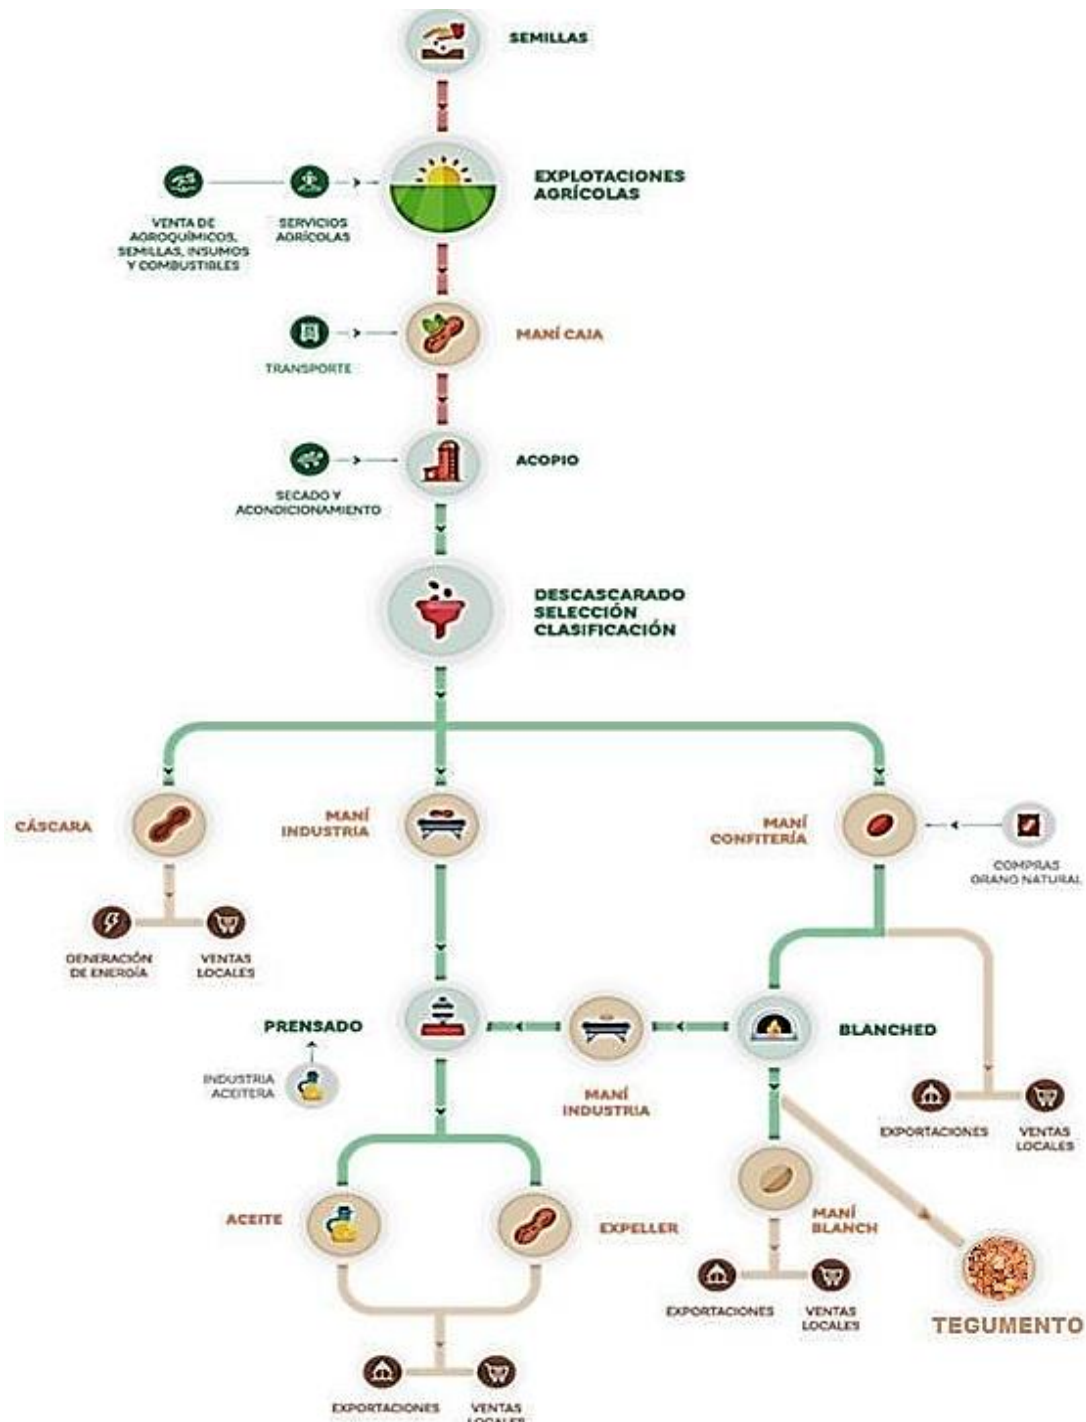 SEMILLAS
EXPLOTACIONES
AGRÍCOLAS
VENTA DE
AGROQUÍMICOS,
SEMILLAS, INSUMOS
Y COMBUSTIBLES
SERVICIOS
AGRÍCOLAS
MANÍ CAJA
TRANSPORTE
ACOPIO
SECADO Y
ACONDICIONAMIENTO
DESCASCARADO
SELECCIÓN
CLASIFICACIÓN
CÁSCARA
MANÍ
INDUSTRIA
MANÍ
CONFITERÍA
COMPRAS
GRANO NATURAL
GENERACIÓN
DE ENERGÍA
VENTAS
LOCALES
PRENSADO
INDUSTRIA
ACEITERA
MANÍ
INDUSTRIA
BLANCHED
EXPORTACIONES
VENTAS
LOCALES
ACEITE
EXPELLER
MANÍ
BLANCH
EXPORTACIONES
VENTAS
LOCALES
TEGUMENTO
EXPORTACIONES
VENTAS
LOCALES